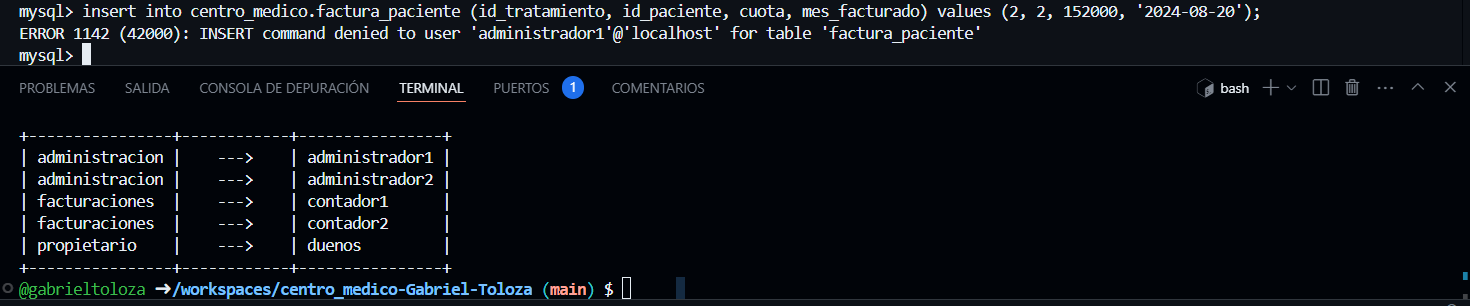 mysql> insert into centro_medico.factura_paciente (id_tratamiento, id_paciente, cuota, mes_facturado) values (2, 2, 152000, '2024-08-20');
ERROR 1142 (42000): INSERT command denied to user 'administrador1'@'localhost' for table 'factura_paciente'
mysql>
PROBLEMAS SALIDA CONSOLA DE DEPURACIÓN TERMINAL PUERTOS 1 COMENTARIOS bash
+----------------+------------+----------------+
| administracion | ---> | administrador1 |
| administracion | ---> | administrador2 |
| facturaciones | ---> | contador1 |
| facturaciones | ---> | contador2 |
| propietario | ---> | duenos |
+----------------+------------+----------------+
@gabrieltoloza ➜/workspaces/centro_medico-Gabriel-Toloza (main) $